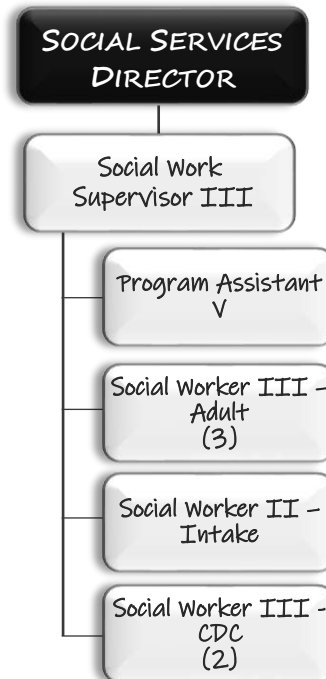 SOCIAL SERVICES
DIRECTOR
Social Work
Supervisor III
Program Assistant
V
Social Worker III –
Adult
(3)
Social Worker II –
Intake
Social Worker III –
CDC
(2)